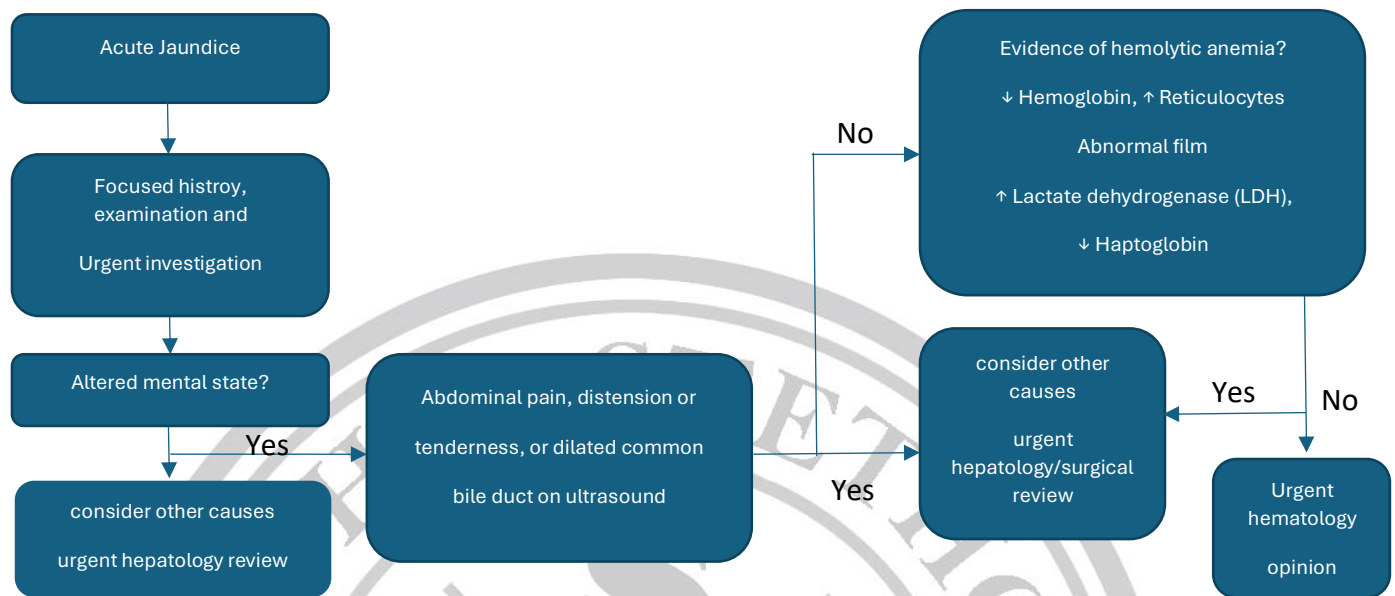 Acute Jaundice
Focused histroy,
examination and
Urgent investigation
Altered mental state?
Yes
consider other causes
urgent hepatology review
Abdominal pain, distension or
tenderness, or dilated common
bile duct on ultrasound
No
Yes
Evidence of hemolytic anemia?
↓ Hemoglobin, ↑ Reticulocytes
Abnormal film
↑ Lactate dehydrogenase (LDH),
↓ Haptoglobin
consider other
causes
urgent
hepatology/surgical
review
Yes
No
Urgent
hematology
opinion